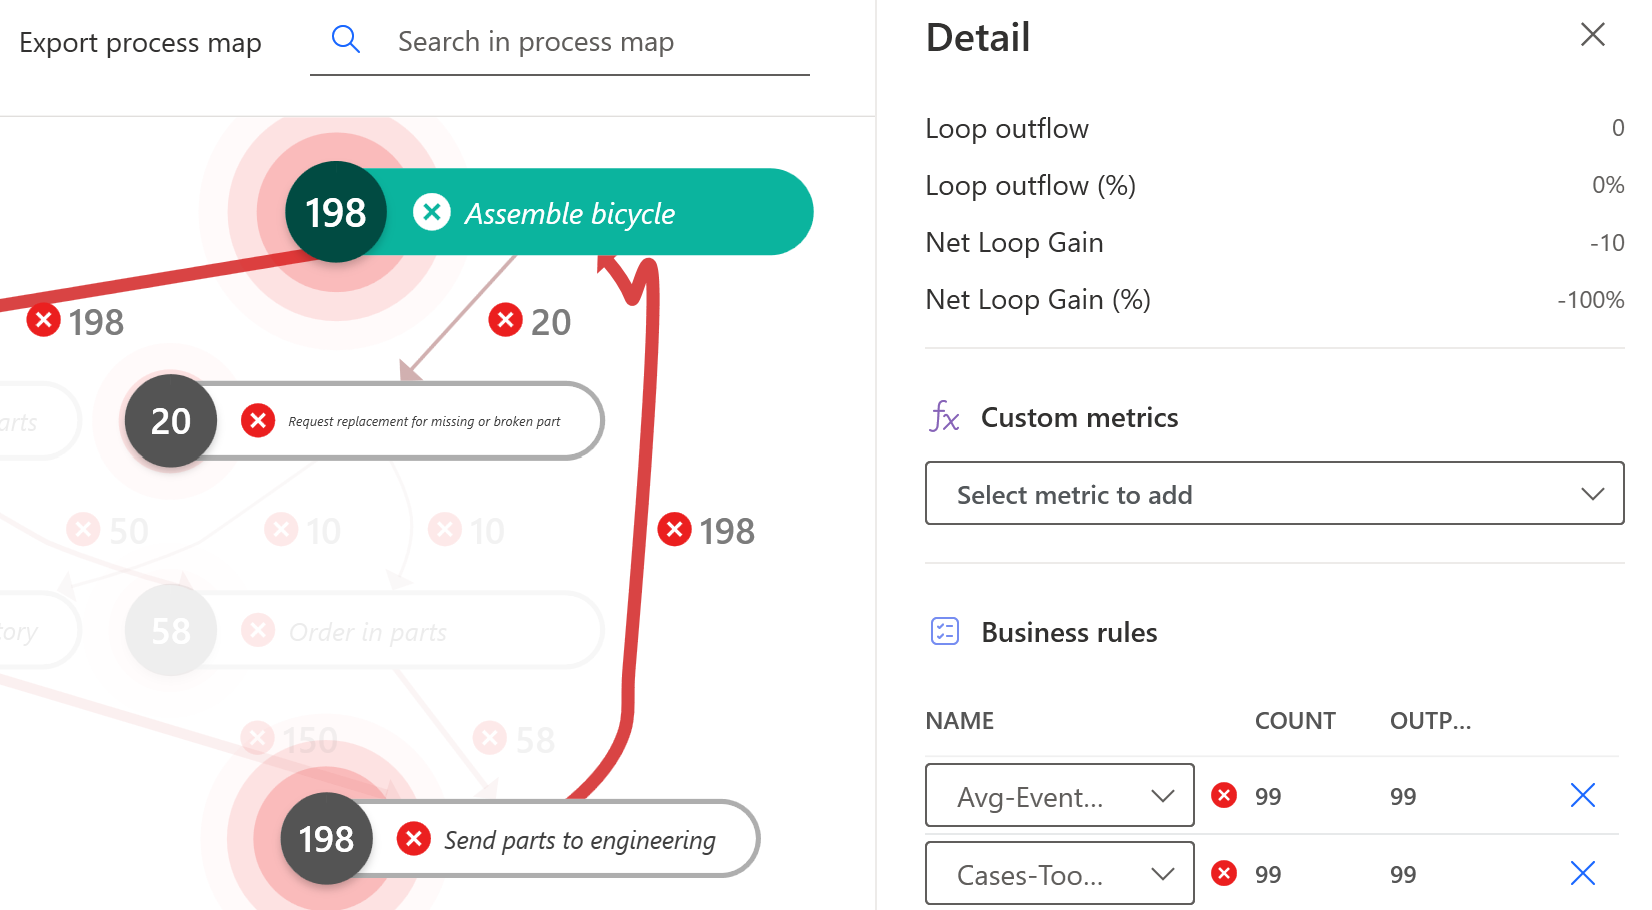 Export process map
Search in process map
198
Assemble bicycle
198
20
arts
20
Request replacement for missing or broken part
50
10
10
198
tory
58
Order in parts
150
58
198
Send parts to engineering
Detail
Loop outflow
0
Loop outflow (%)
0%
Net Loop Gain
-10
Net Loop Gain (%)
-100%
fx
Custom metrics
Select metric to add
Business rules
NAME COUNT OUTP...
Avg-Event... 99 99
Cases-Too... 99 99